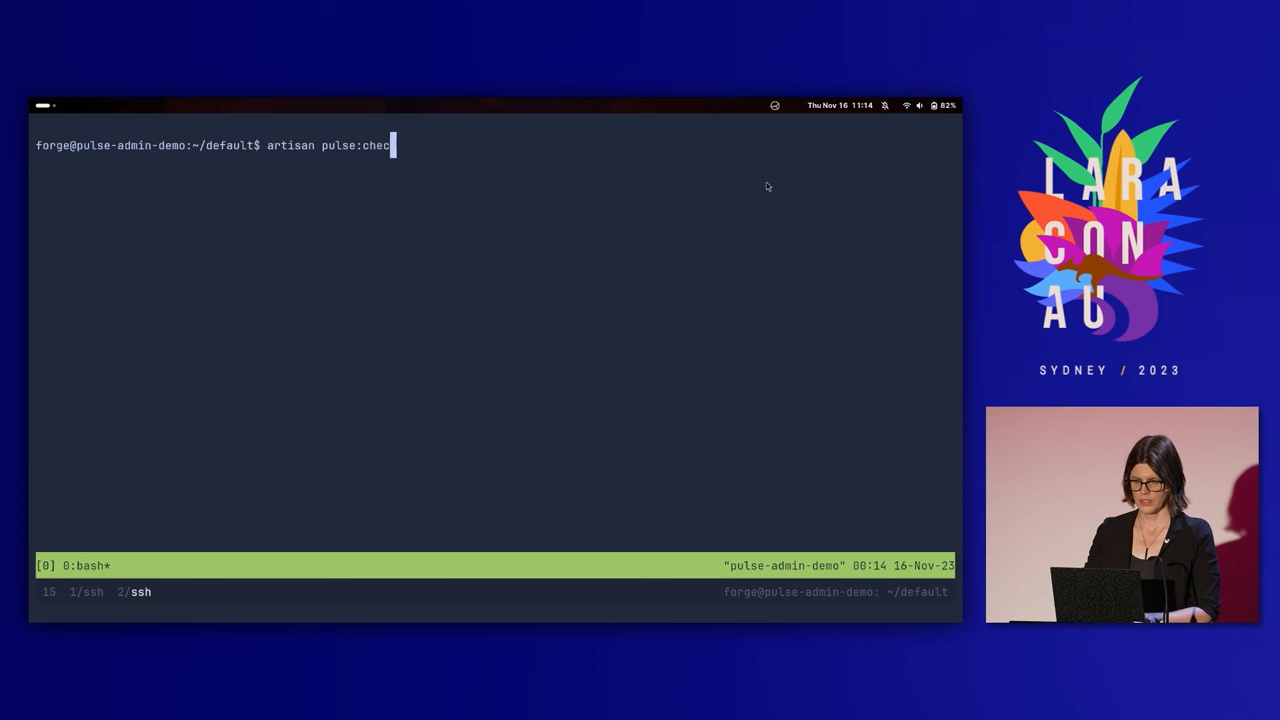 Thu Nov 16 11:14 82%
forge@pulse-admin-demo:~/default$ artisan pulse:chec
[0] 0:bash* "pulse-admin-demo" 00:14 16-Nov-23
15 1/ssh 2/ssh forge@pulse-admin-demo: ~/default
LARA
CON
AU
SYDNEY / 2023